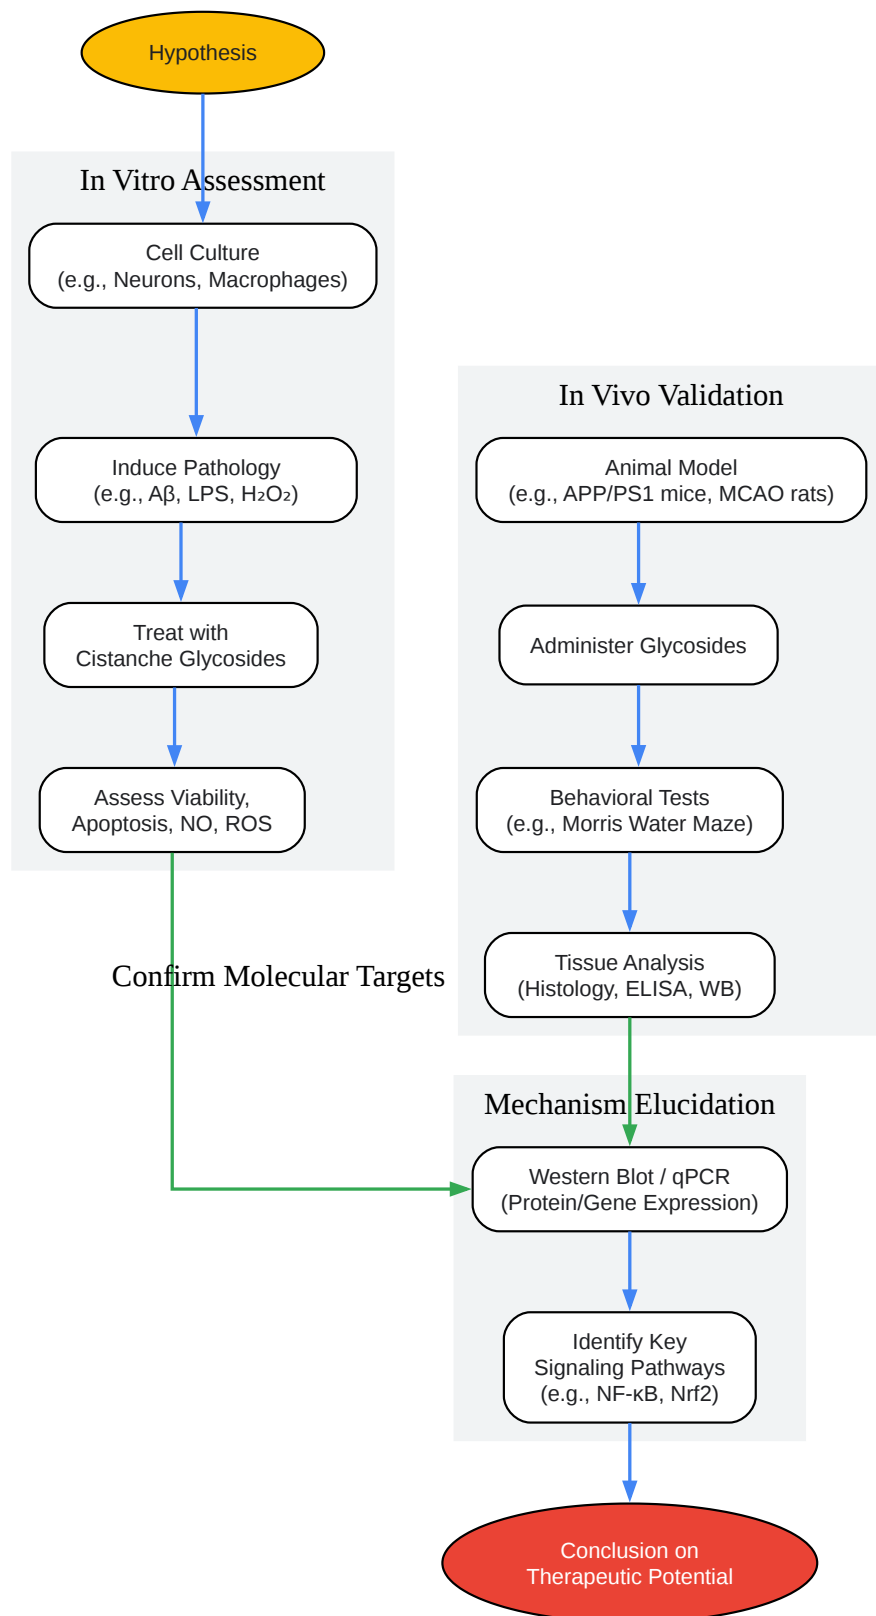 Hypothesis
In Vitro Assessment
Cell Culture
(e.g., Neurons, Macrophages)
Induce Pathology
(e.g., Aβ, LPS, H₂O₂)
Treat with
Cistanche Glycosides
Assess Viability,
Apoptosis, NO, ROS
In Vivo Validation
Animal Model
(e.g., APP/PS1 mice, MCAO rats)
Administer Glycosides
Behavioral Tests
(e.g., Morris Water Maze)
Tissue Analysis
(Histology, ELISA, WB)
Confirm Molecular Targets
Mechanism Elucidation
Western Blot / qPCR
(Protein/Gene Expression)
Identify Key
Signaling Pathways
(e.g., NF-κB, Nrf2)
Conclusion on
Therapeutic Potential